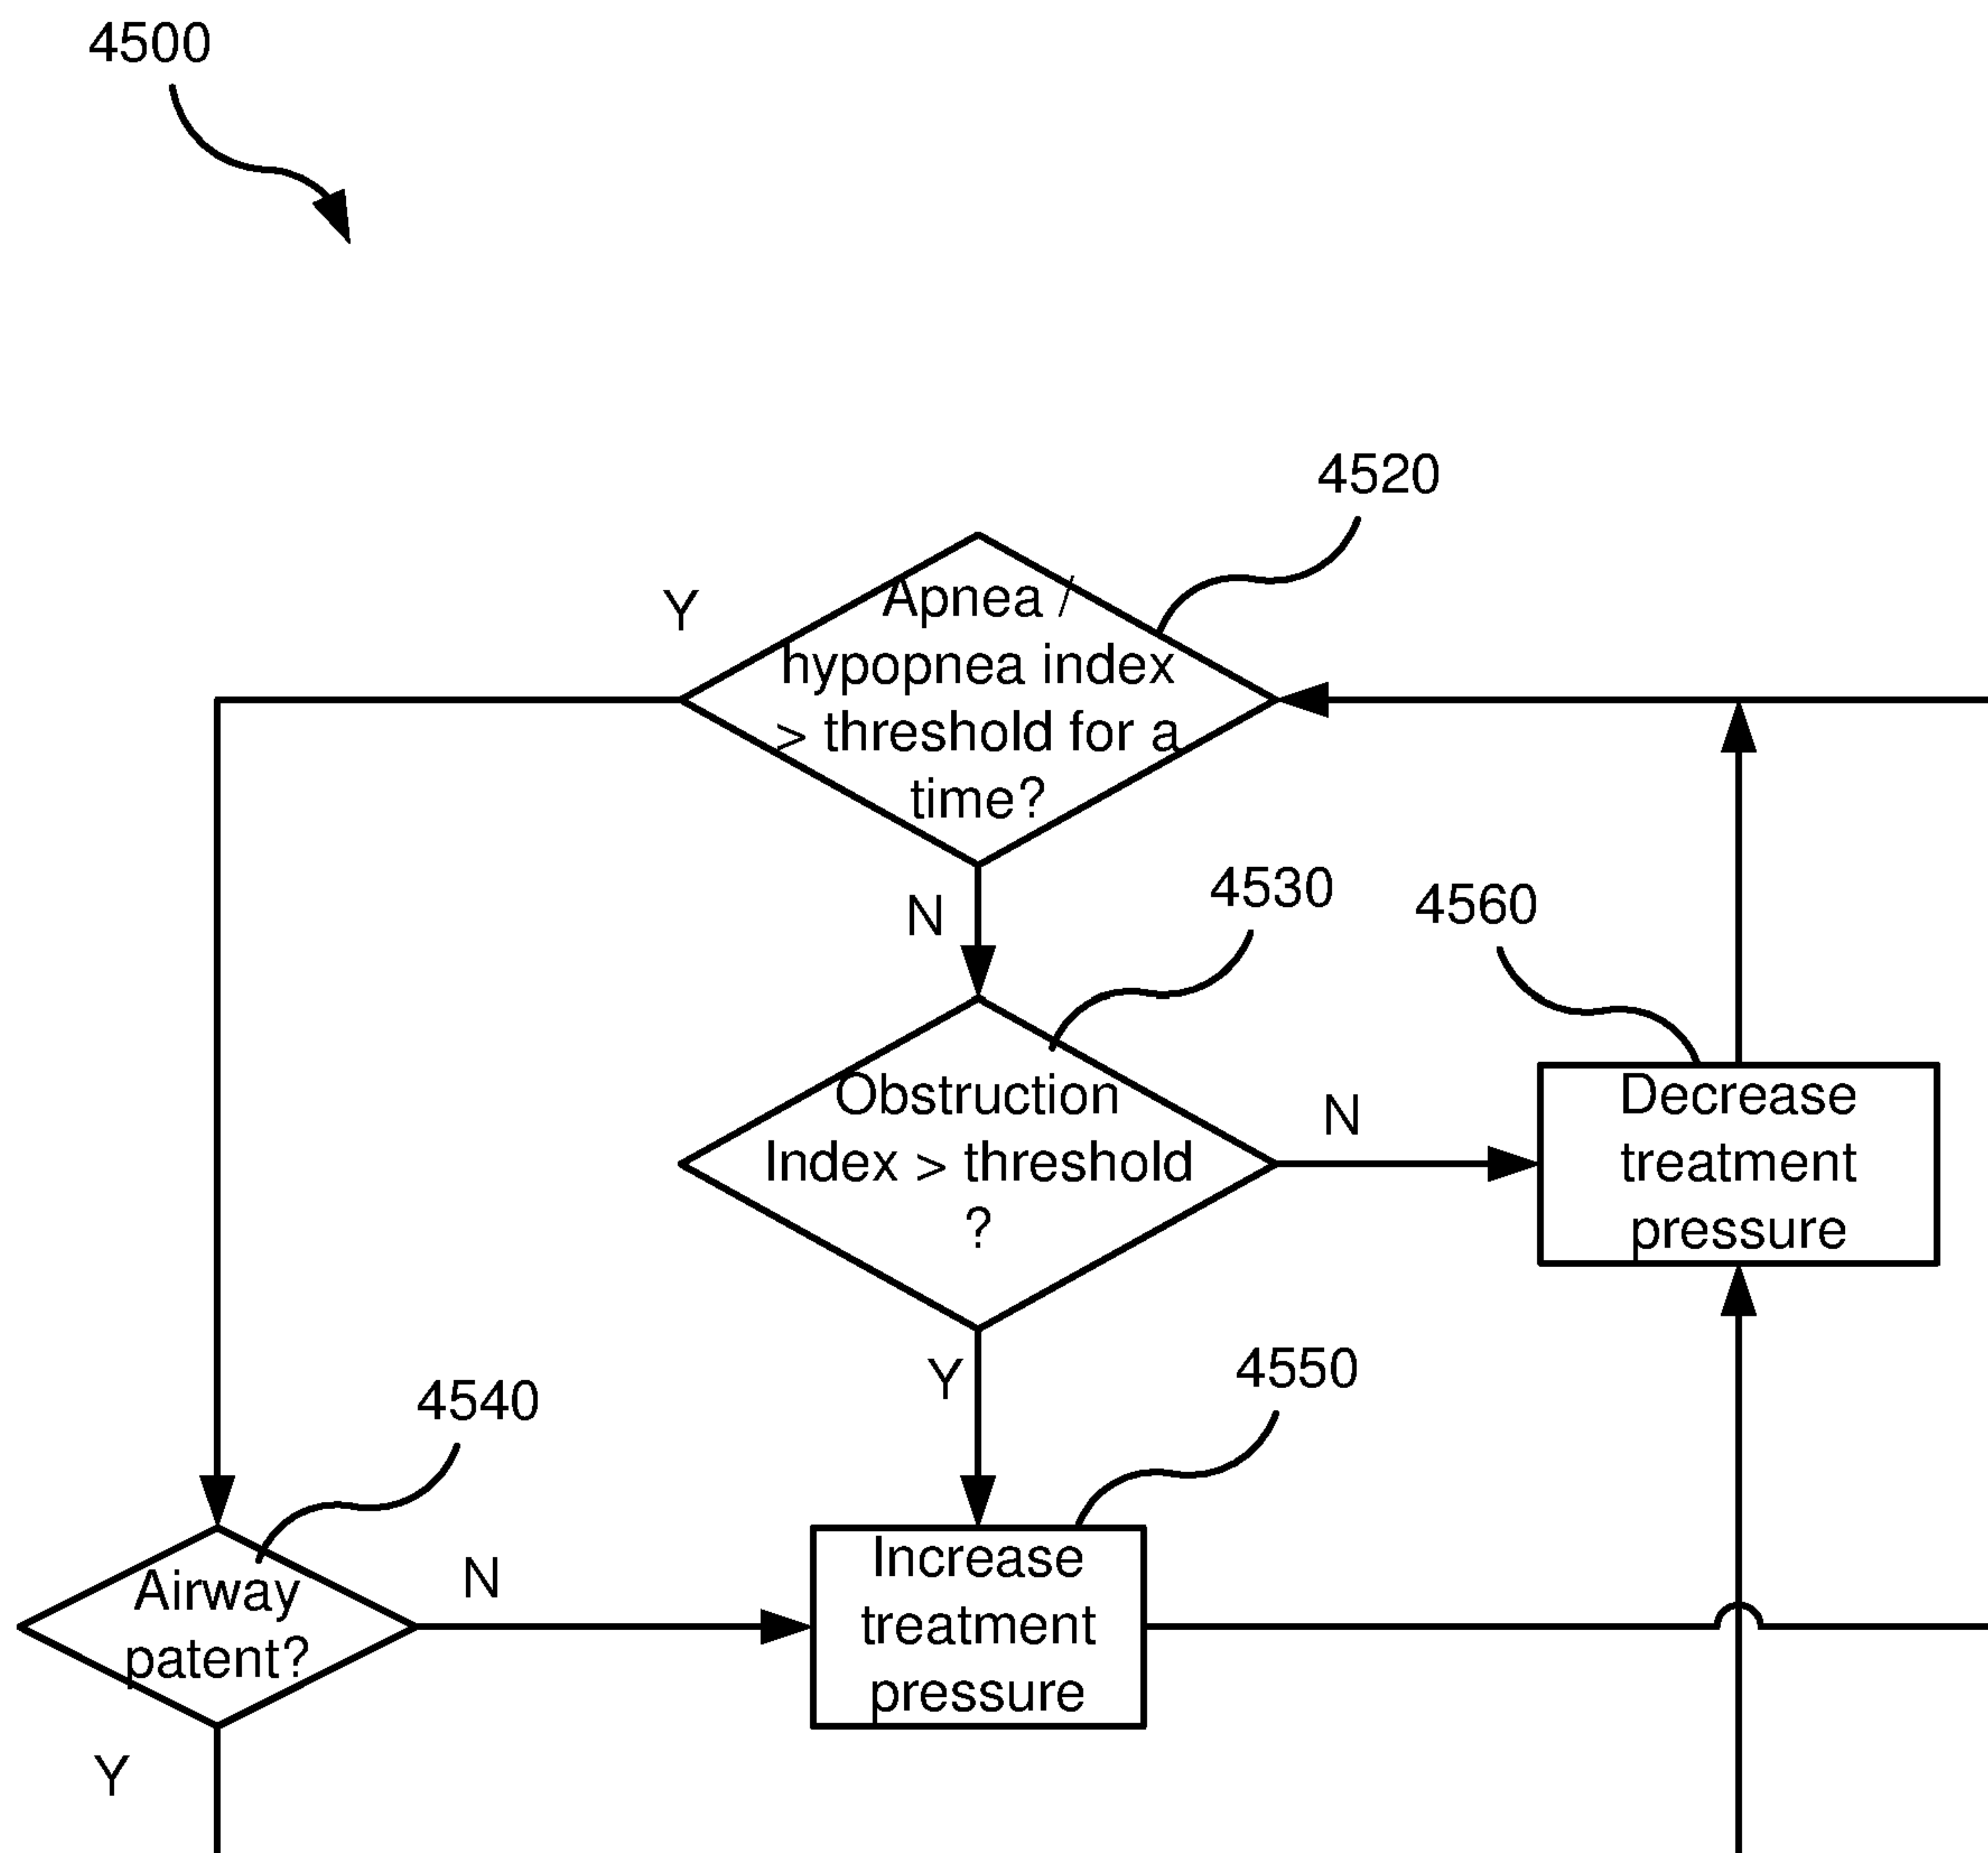 4500
4520
Y
Apnea /
hypopnea index
> threshold for a
time?
N
4530
4560
Obstruction
Index > threshold
?
N
Decrease
treatment
pressure
Y
4550
4540
Airway
patent?
N
Increase
treatment
pressure
Y